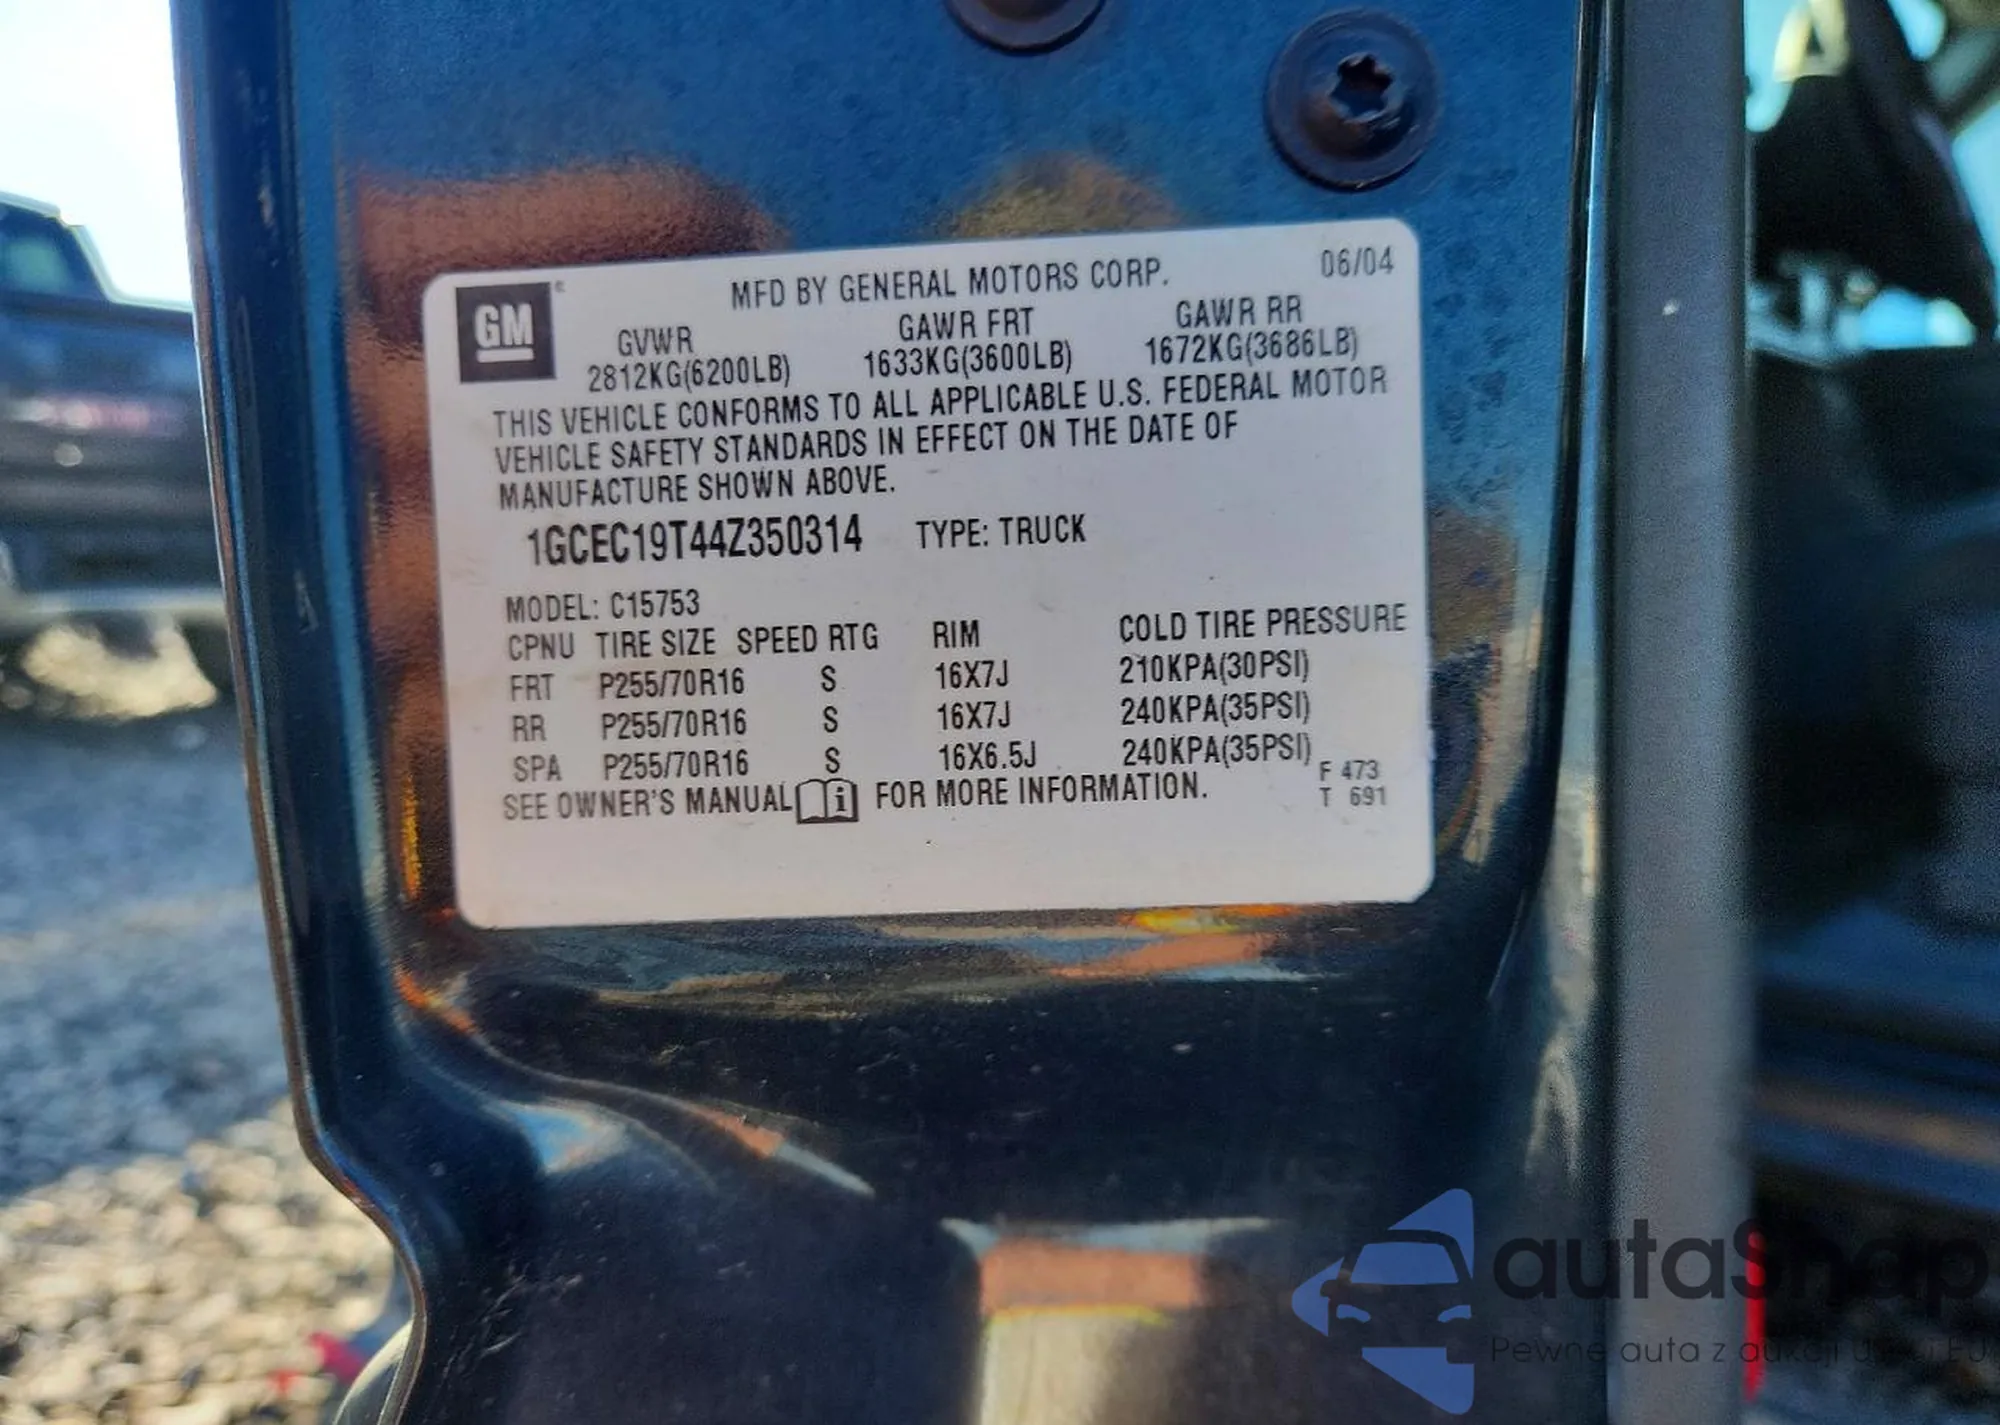 MFD BY GENERAL MOTORS CORP. 06/04
GM
GVWR GAWR FRT GAWR RR
2812KG(6200LB) 1633KG(3600LB) 1672KG(3686LB)
THIS VEHICLE CONFORMS TO ALL APPLICABLE U.S. FEDERAL MOTOR
VEHICLE SAFETY STANDARDS IN EFFECT ON THE DATE OF
MANUFACTURE SHOWN ABOVE.
1GCEC19T44Z350314 TYPE: TRUCK
MODEL: C15753
CPNU TIRE SIZE SPEED RTG RIM COLD TIRE PRESSURE
FRT P255/70R16 S 16X7J 210KPA(30PSI)
RR P255/70R16 S 16X7J 240KPA(35PSI)
SPA P255/70R16 S 16X6.5J 240KPA(35PSI)
SEE OWNER'S MANUAL FOR MORE INFORMATION.
F 473
T 691
autaSnap
Pewne auta z aukcji